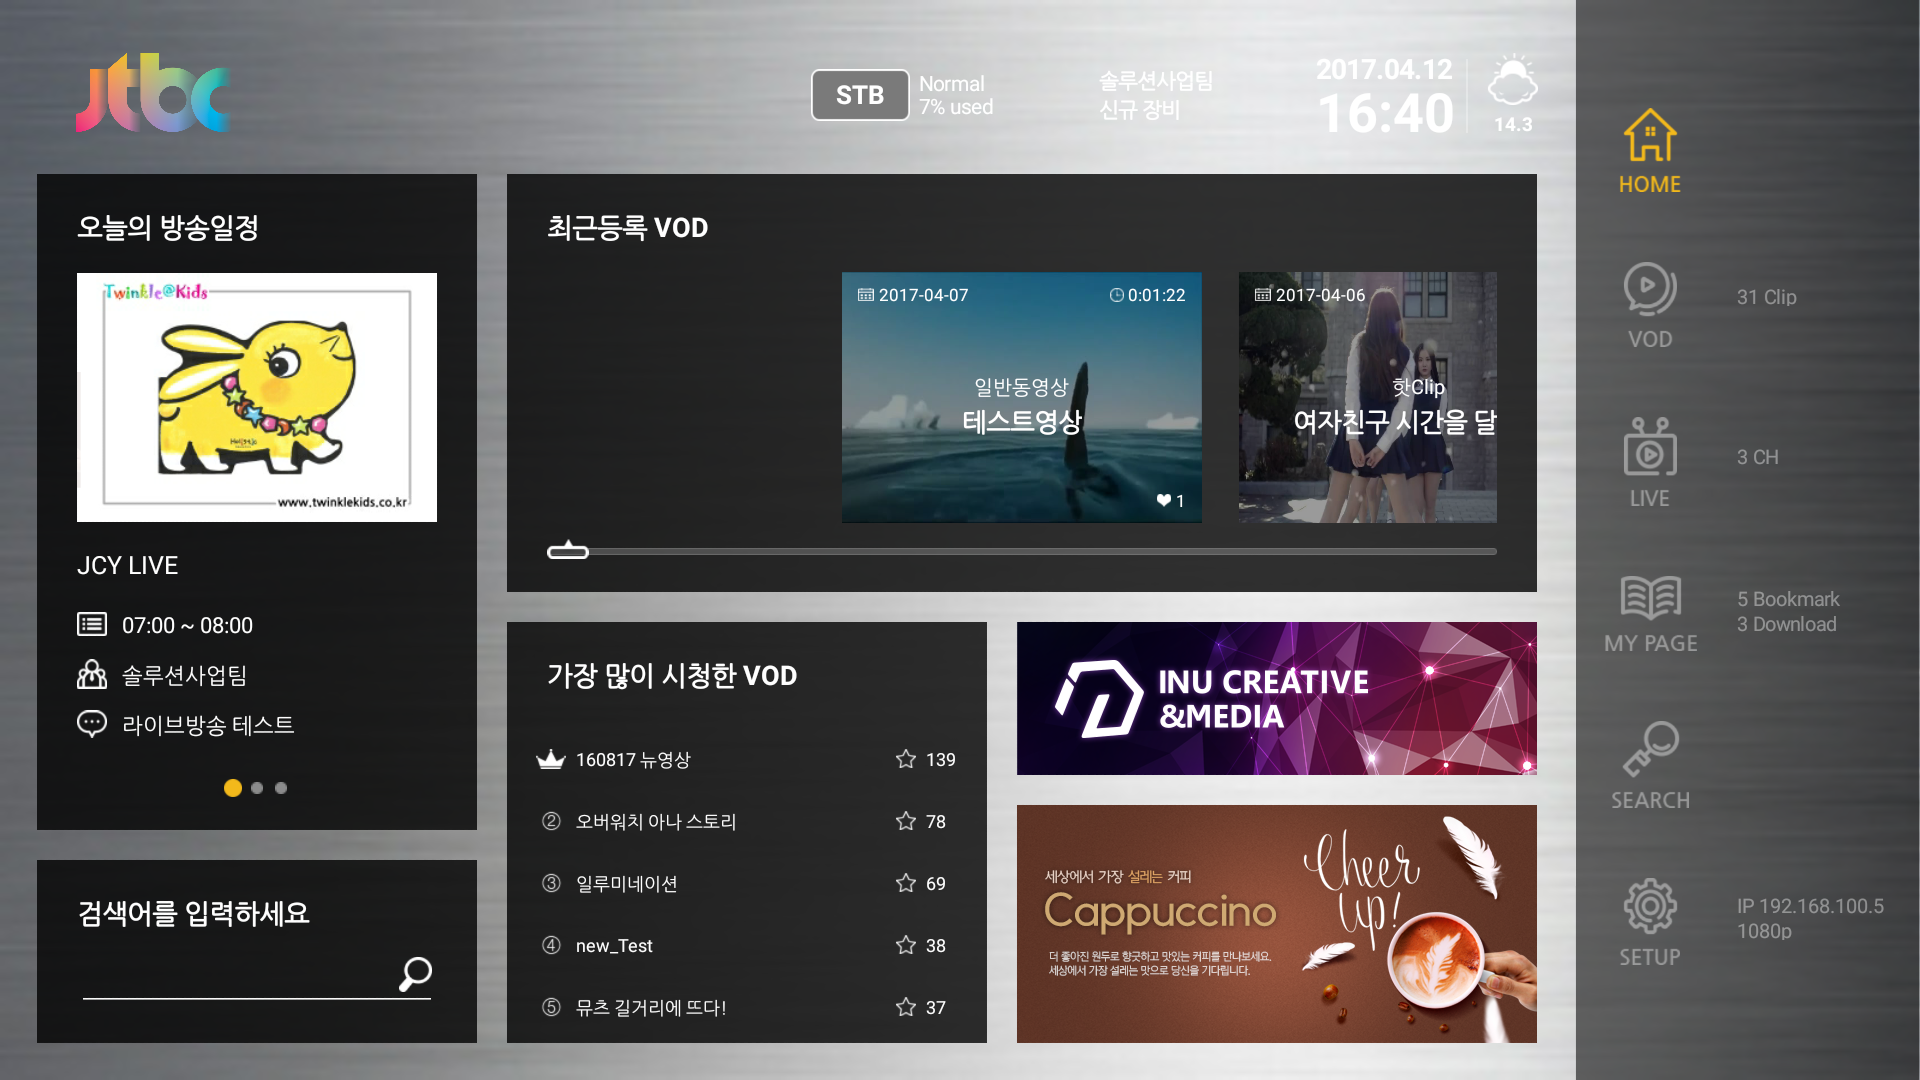 jtbc
STB
Normal
7% used
솔루션사업팀
신규 장비
2017.04.12
16:40
14.3
오늘의 방송일정
Twinkle@Kids
www.twinklekids.co.kr
JCY LIVE
07:00 ~ 08:00
솔루션사업팀
라이브방송 테스트
검색어를 입력하세요
최근등록 VOD
2017-04-07
0:01:22
일반동영상
테스트영상
1
2017-04-06
핫Clip
여자친구 시간을 달
가장 많이 시청한 VOD
160817 뉴영상 139
② 오버워치 아나 스토리 78
③ 일루미네이션 69
④ new_Test 38
⑤ 뮤츠 길거리에 뜨다! 37
INU CREATIVE
&MEDIA
세상에서 가장 설레는 커피
Cappuccino
더 좋아진 원두로 향긋하고 맛있는 커피를 만나보세요.
세상에서 가장 설레는 맛으로 당신을 기다립니다.
Cheer
up!
HOME
VOD
31 Clip
LIVE
3 CH
MY PAGE
5 Bookmark
3 Download
SEARCH
SETUP
IP 192.168.100.5
1080p